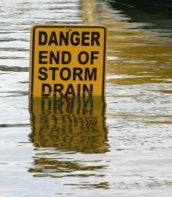 DANGER
END OF
STORM
DRAIN